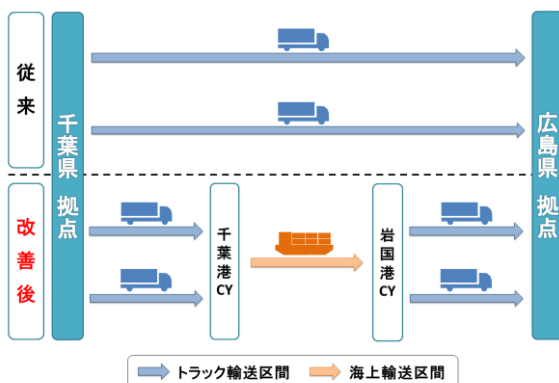 従来
千葉県 拠点
広島県 拠点
改善後
千葉港CY
岩国港CY
トラック輸送区間
海上輸送区間